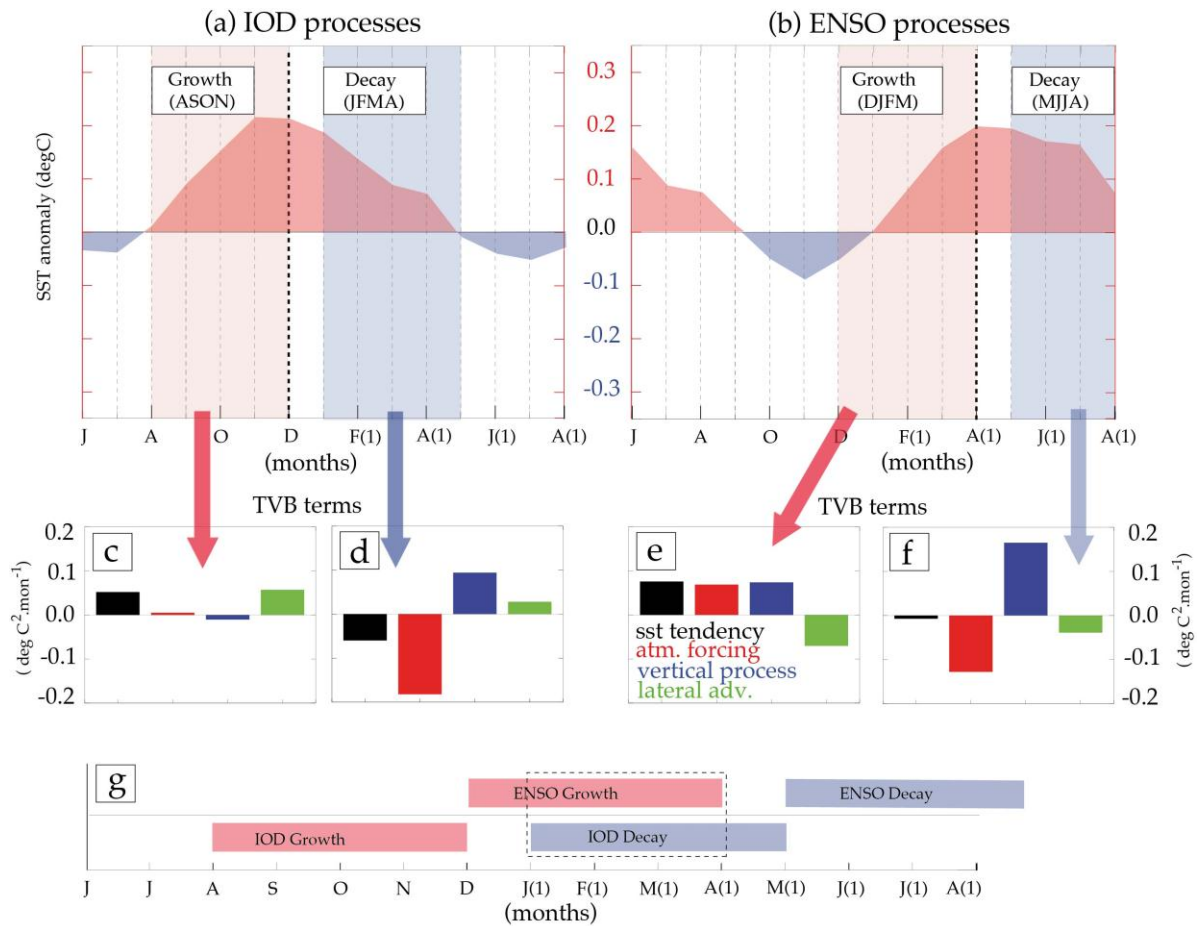 (a) IOD processes
(b) ENSO processes
Growth
(ASON)
Decay
(JFMA)
Growth
(DJFM)
Decay
(MJJA)
SST anomaly (degC)
0.3
0.2
0.1
0.0
-0.1
-0.2
-0.3
J A O D F(1) A(1) J(1) A(1)
(months)
J A O D F(1) A(1) J(1) A(1)
(months)
TVB terms
TVB terms
( deg C².mon⁻¹)
0.2
0.1
0.0
-0.1
-0.2
c
d
e
sst tendency
atm. forcing
vertical process
lateral adv.
f
0.2
0.1
0.0
-0.1
-0.2
( deg C².mon⁻¹)
g
ENSO Growth
ENSO Decay
IOD Growth
IOD Decay
J J A S O N D J(1) F(1) M(1) A(1) M(1) J(1) J(1) A(1)
(months)